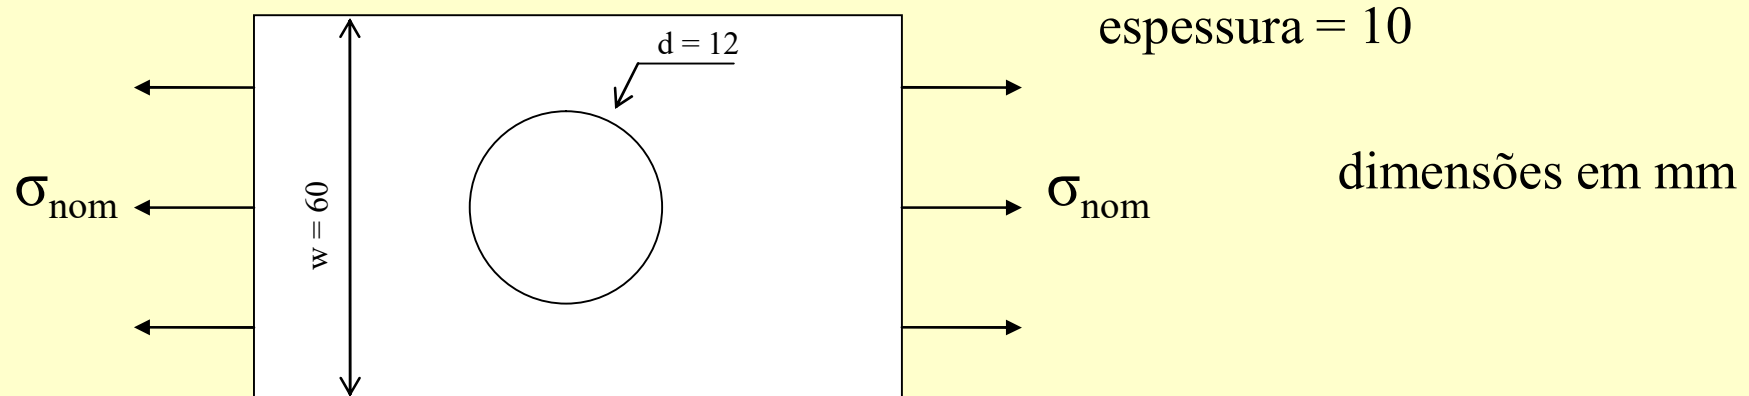 espessura = 10
d = 12
dimensões em mm
σnom
w = 60
σnom